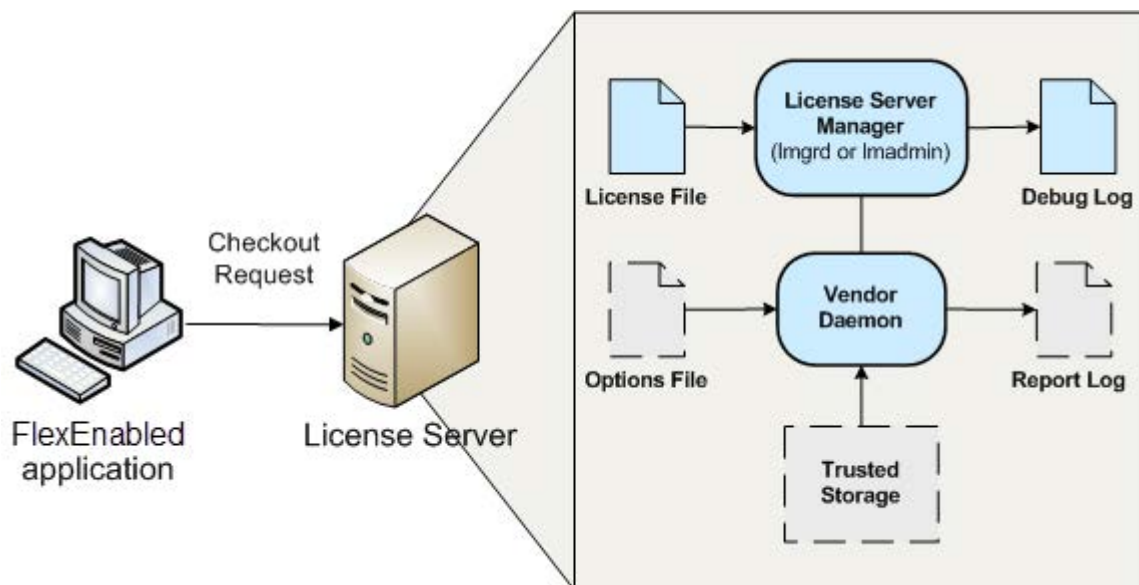 Checkout
Request
FlexEnabled
application
License Server
License File
License Server
Manager
(lmgrd or lmadmin)
Debug Log
Options File
Vendor
Daemon
Report Log
Trusted
Storage